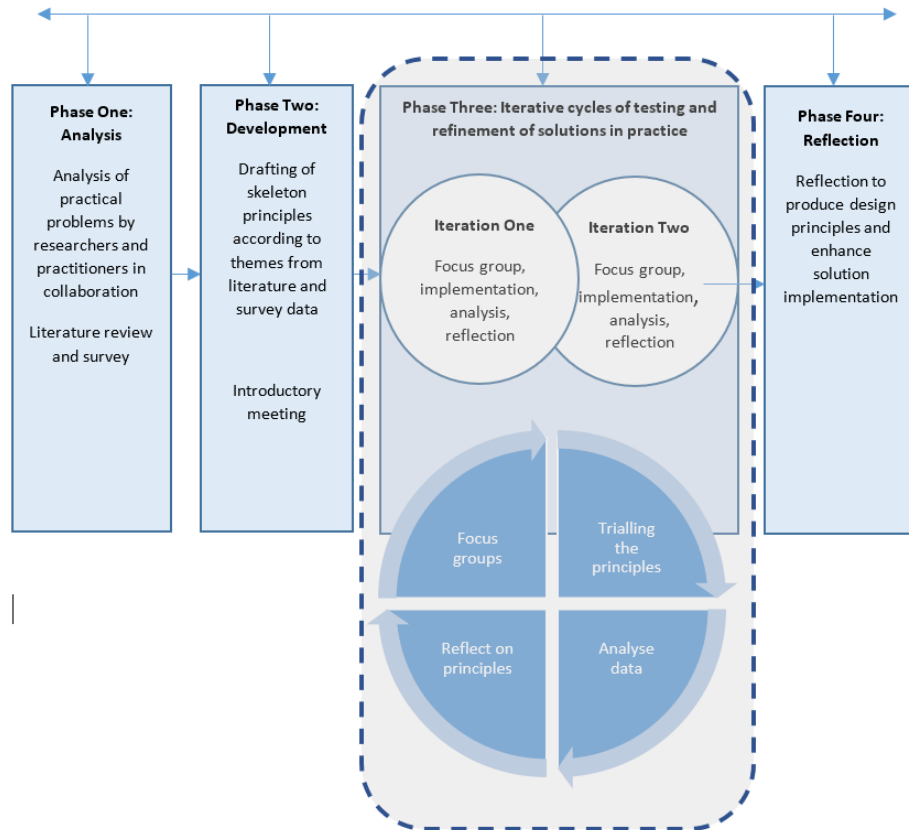 Phase One:
Analysis
Analysis of
practical
problems by
researchers and
practitioners in
collaboration
Literature review
and survey
Phase Two:
Development
Drafting of
skeleton
principles
according to
themes from
literature and
survey data
Introductory
meeting
Phase Three: Iterative cycles of testing and
refinement of solutions in practice
Iteration One
Focus group,
implementation,
analysis,
reflection
Iteration Two
Focus group,
implementation,
analysis,
reflection
Focus
groups
Trialling
the
principles
Reflect on
principles
Analyse
data
Phase Four:
Reflection
Reflection to
produce design
principles and
enhance
solution
implementation